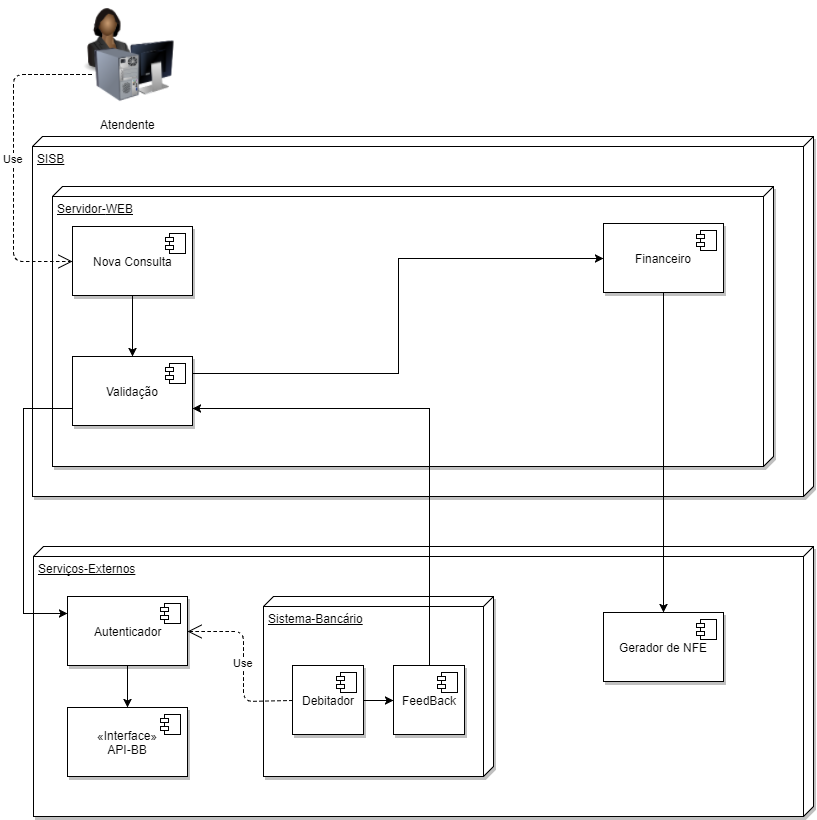 Atendente
Use
SISB
Servidor-WEB
Nova Consulta
Financeiro
Validação
Serviços-Externos
Autenticador
Sistema-Bancário
Gerador de NFE
Use
Debitador
FeedBack
«Interface»
API-BB